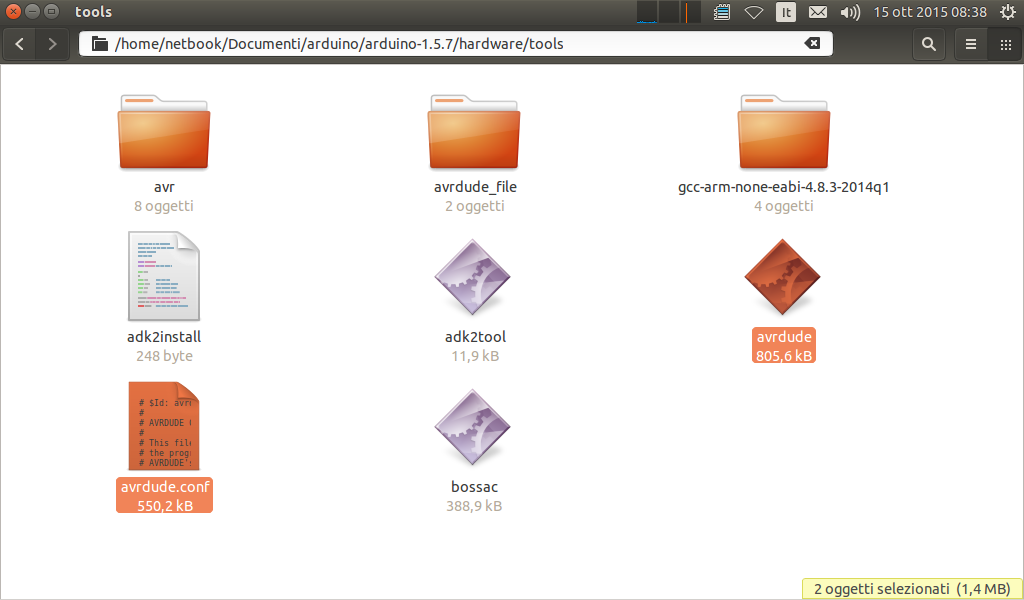 tools
It
15 ott 2015 08:38
/home/netbook/Documenti/arduino/arduino-1.5.7/hardware/tools
avr
8 oggetti
avrdude_file
2 oggetti
gcc-arm-none-eabi-4.8.3-2014q1
4 oggetti
adk2install
248 byte
adk2tool
11,9 kB
avrdude
805,6 kB
# $Id: avr
#
# AVRDUDE
#
# This file
# the prog
# AVRDUDE's
avrdude.conf
550,2 kB
bossac
388,9 kB
2 oggetti selezionati (1,4 MB)